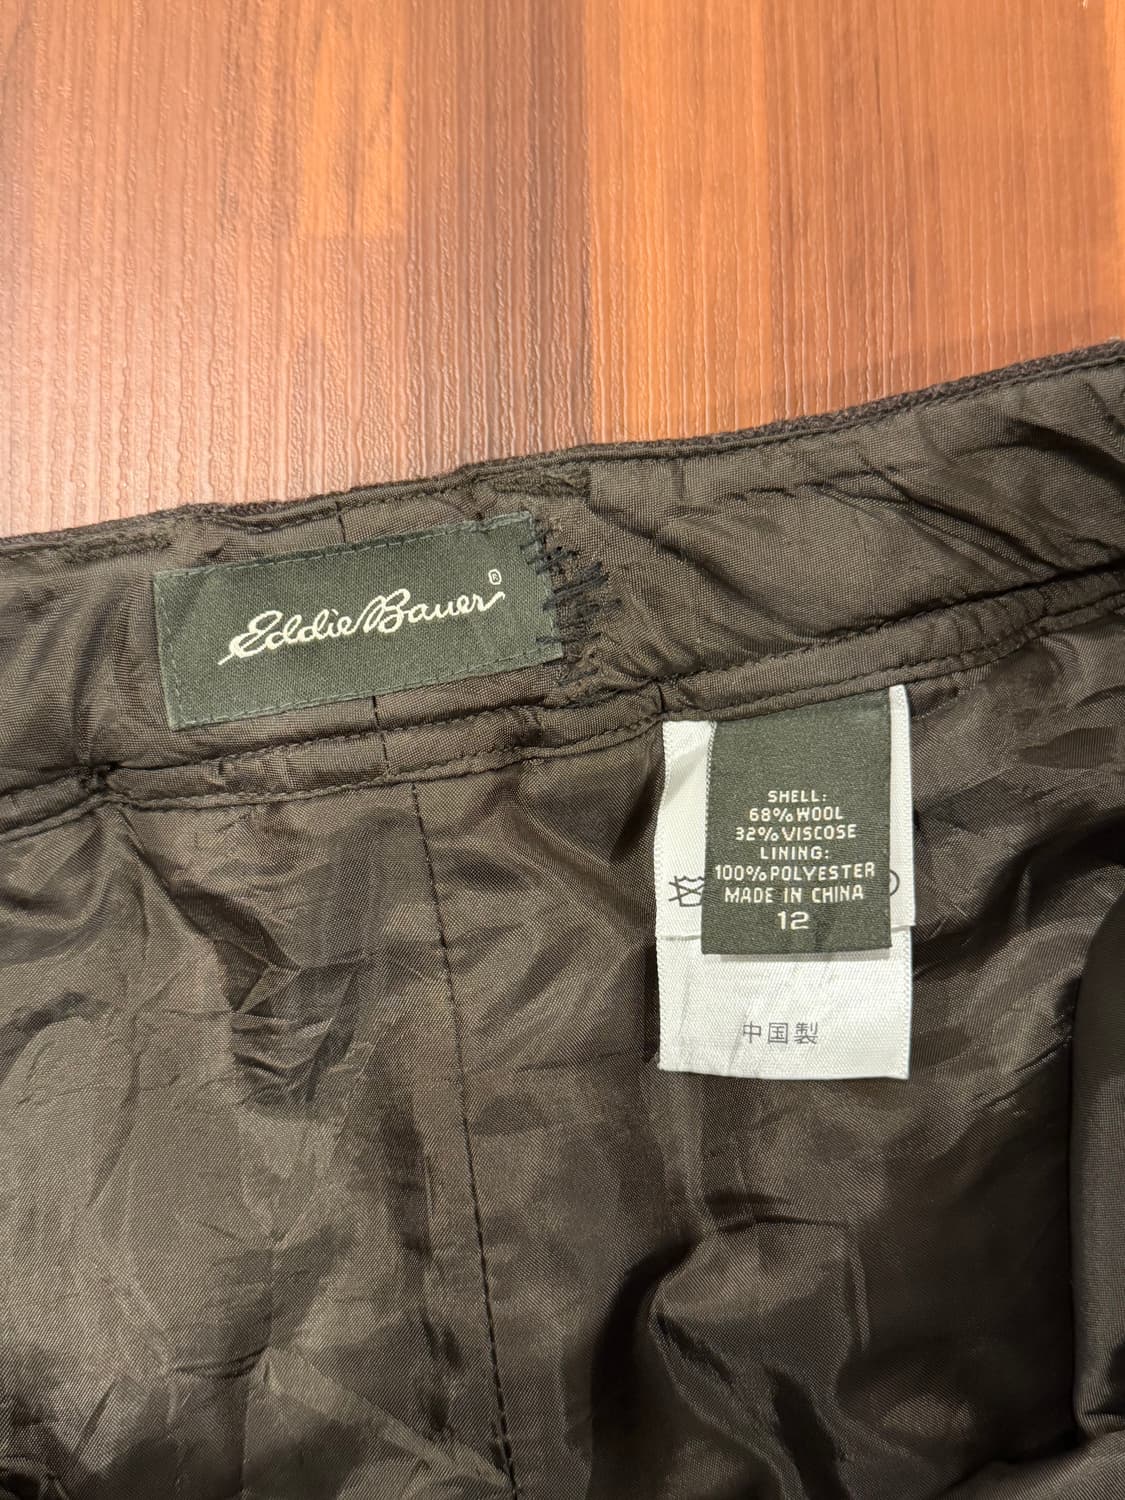 Eddie Bauer®
SHELL:
68% WOOL
32% VISCOSE
LINING:
100% POLYESTER
MADE IN CHINA
12
中国製